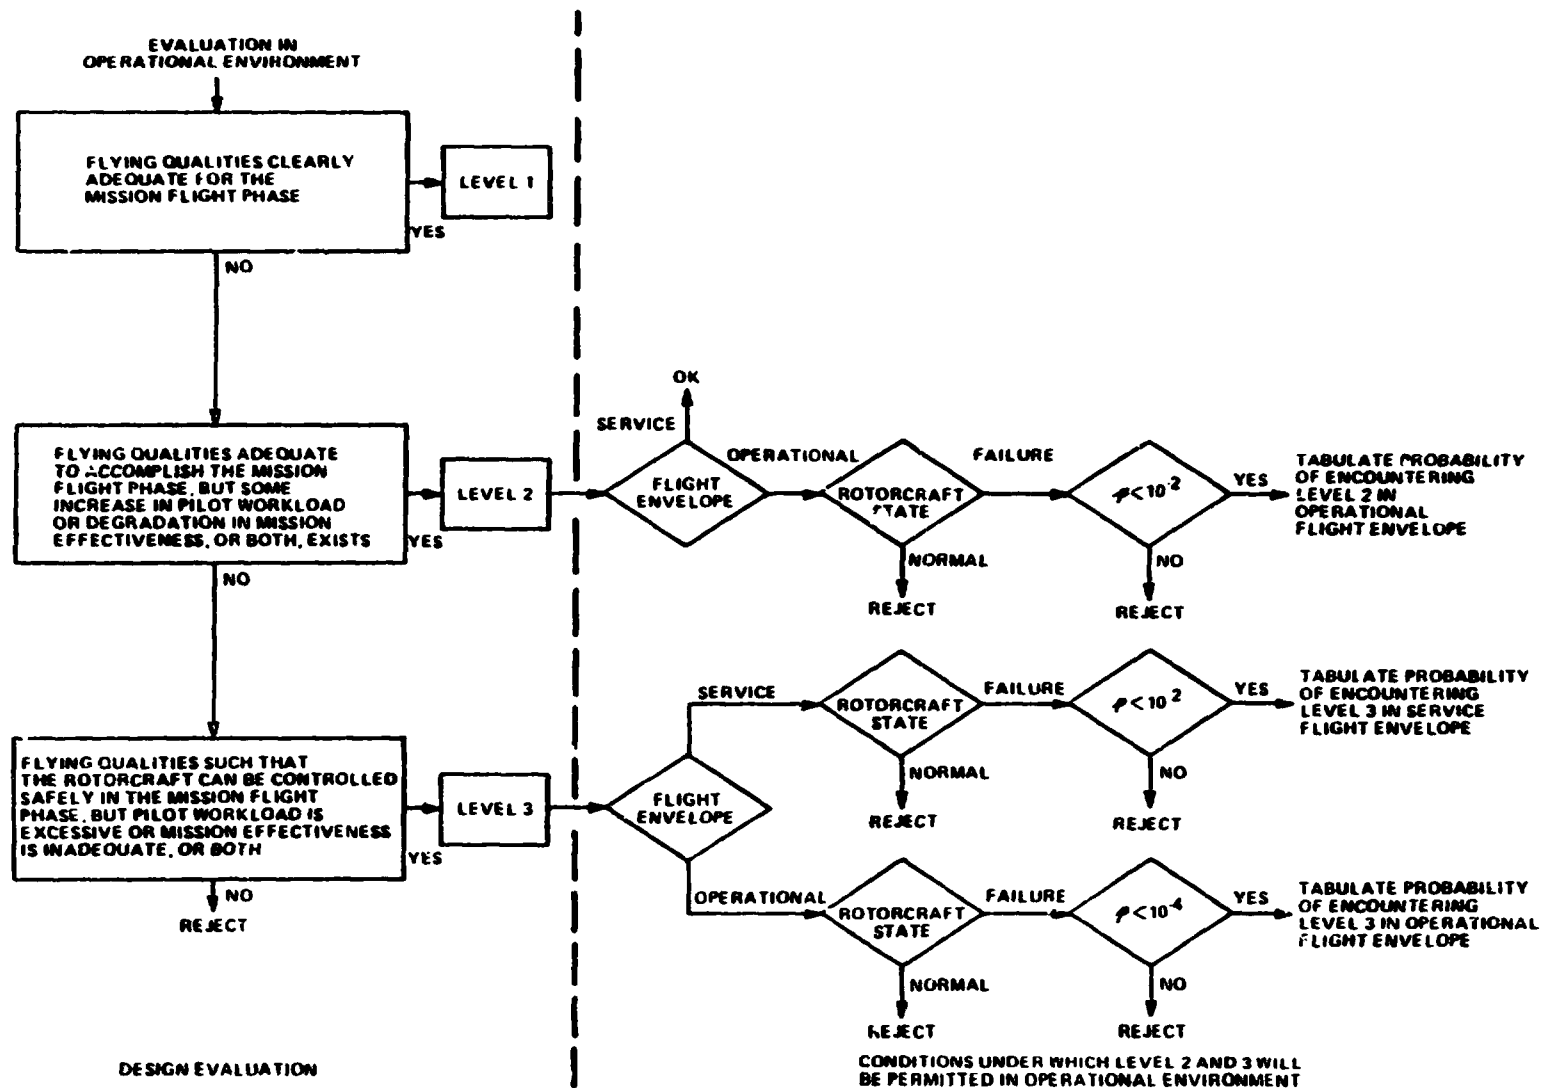 EVALUATION IN
OPERATIONAL ENVIRONMENT
FLYING QUALITIES CLEARLY
ADEQUATE FOR THE
MISSION FLIGHT PHASE
LEVEL 1
YES
NO
FLYING QUALITIES ADEQUATE
TO ACCOMPLISH THE MISSION
FLIGHT PHASE, BUT SOME
INCREASE IN PILOT WORKLOAD
OR DEGRADATION IN MISSION
EFFECTIVENESS, OR BOTH, EXISTS
YES
LEVEL 2
NO
OK
SERVICE
FLIGHT
ENVELOPE
OPERATIONAL
ROTORCRAFT
STATE
FAILURE
p < 10⁻²
YES
TABULATE PROBABILITY
OF ENCOUNTERING
LEVEL 2 IN
OPERATIONAL
FLIGHT ENVELOPE
NORMAL
REJECT
NO
REJECT
FLYING QUALITIES SUCH THAT
THE ROTORCRAFT CAN BE CONTROLLED
SAFELY IN THE MISSION FLIGHT
PHASE, BUT PILOT WORKLOAD IS
EXCESSIVE OR MISSION EFFECTIVENESS
IS INADEQUATE, OR BOTH
YES
LEVEL 3
NO
REJECT
FLIGHT
ENVELOPE
SERVICE
ROTORCRAFT
STATE
FAILURE
p < 10²
YES
TABULATE PROBABILITY
OF ENCOUNTERING
LEVEL 3 IN SERVICE
FLIGHT ENVELOPE
NORMAL
REJECT
NO
REJECT
OPERATIONAL
ROTORCRAFT
STATE
FAILURE
p < 10⁻⁴
YES
TABULATE PROBABILITY
OF ENCOUNTERING
LEVEL 3 IN OPERATIONAL
FLIGHT ENVELOPE
NORMAL
REJECT
NO
REJECT
DESIGN EVALUATION
CONDITIONS UNDER WHICH LEVEL 2 AND 3 WILL
BE PERMITTED IN OPERATIONAL ENVIRONMENT